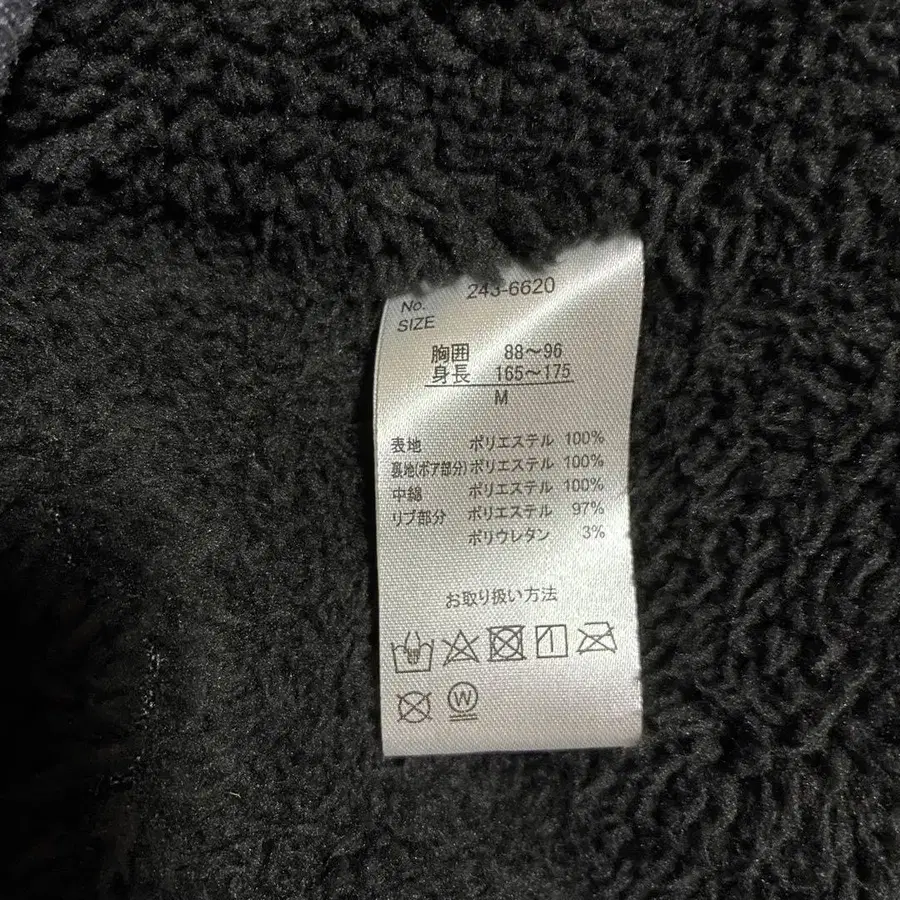 No. 243-6620
SIZE
胸囲 88～96
身長 165～175
M
表地 ポリエステル 100%
裏地(ボア部分) ポリエステル 100%
中綿 ポリエステル 100%
リブ部分 ポリエステル 97%
ポリウレタン 3%
お取り扱い方法
W